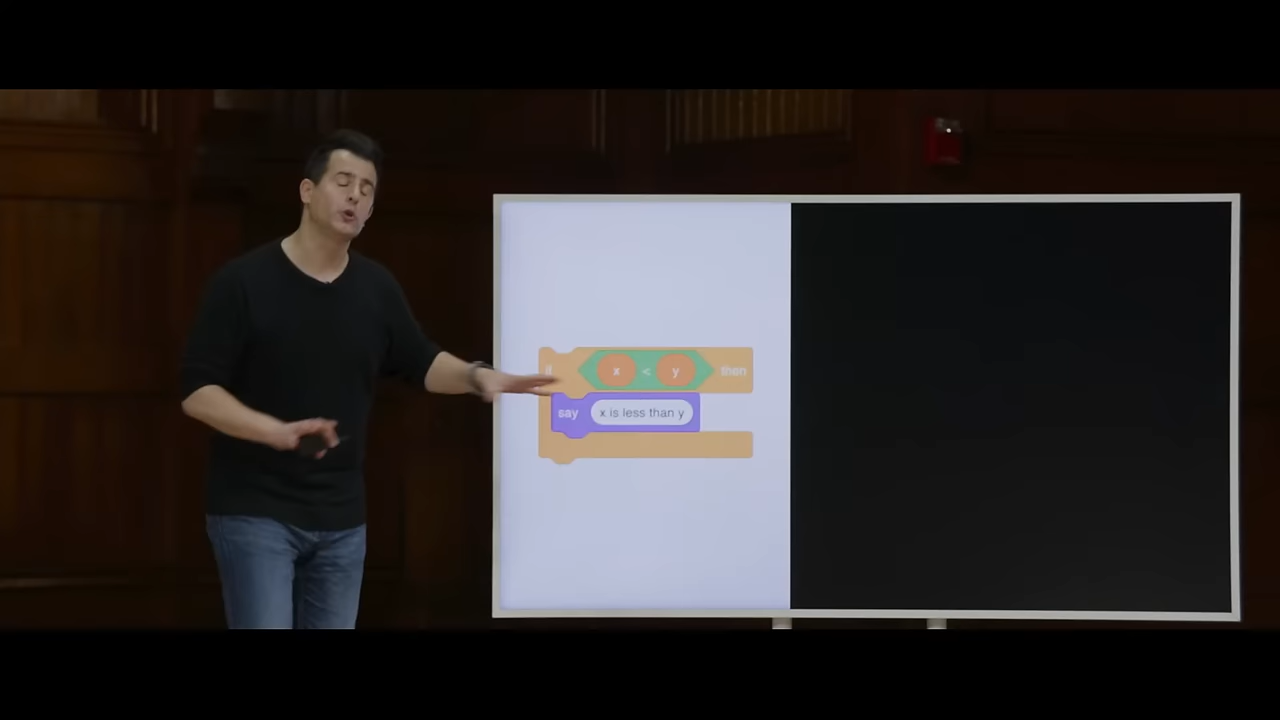 if x < y then
say x is less than y